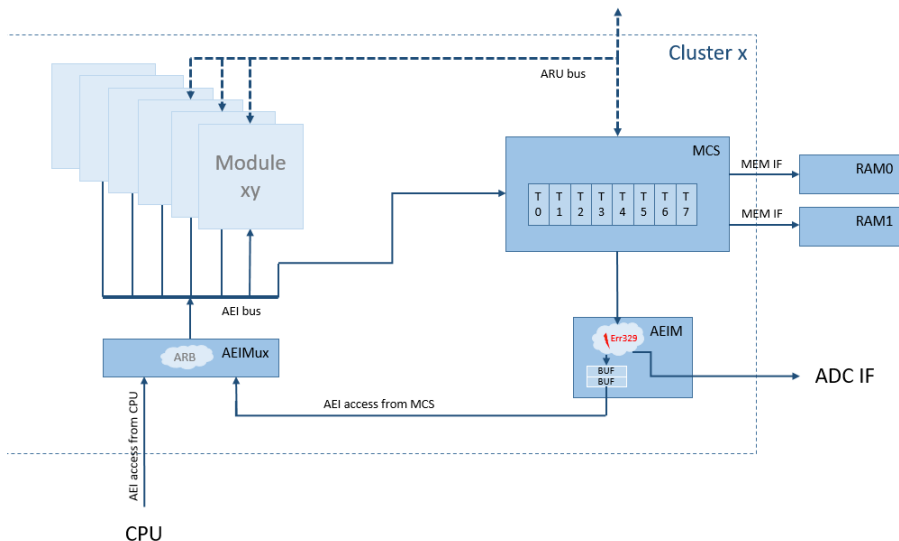 Cluster x
ARU bus
Module
xy
MCS
T T T T T T T T
0 1 2 3 4 5 6 7
MEM IF
RAM0
MEM IF
RAM1
AEI bus
ARB
AEIMux
AEIM
Err329
BUF
BUF
ADC IF
AEI access from MCS
AEI access from CPU
CPU